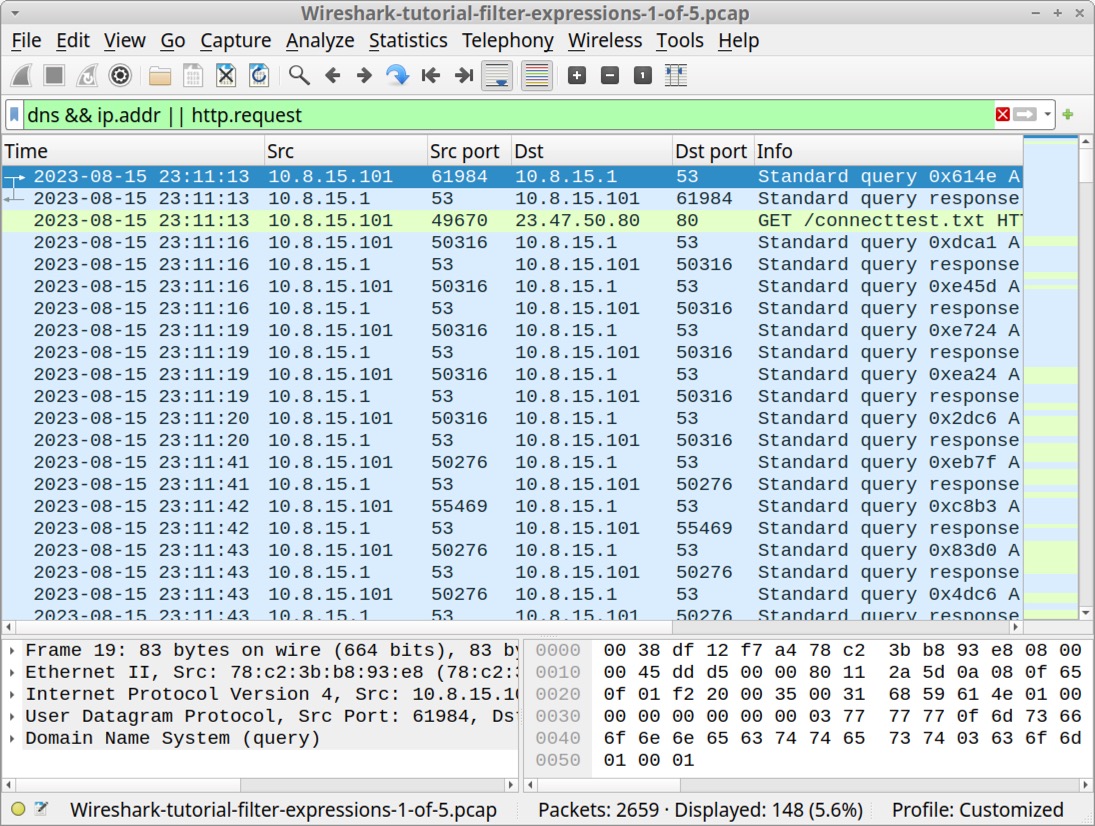 Wireshark-tutorial-filter-expressions-1-of-5.pcap
File Edit View Go Capture Analyze Statistics Telephony Wireless Tools Help
dns && ip.addr || http.request
Time Src Src port Dst Dst port Info
2023-08-15 23:11:13 10.8.15.101 61984 10.8.15.1 53 Standard query 0x614e A
2023-08-15 23:11:13 10.8.15.1 53 10.8.15.101 61984 Standard query response
2023-08-15 23:11:13 10.8.15.101 49670 23.47.50.80 80 GET /connecttest.txt HTT
2023-08-15 23:11:16 10.8.15.101 50316 10.8.15.1 53 Standard query 0xdca1 A
2023-08-15 23:11:16 10.8.15.1 53 10.8.15.101 50316 Standard query response
2023-08-15 23:11:16 10.8.15.101 50316 10.8.15.1 53 Standard query 0xe45d A
2023-08-15 23:11:16 10.8.15.1 53 10.8.15.101 50316 Standard query response
2023-08-15 23:11:19 10.8.15.101 50316 10.8.15.1 53 Standard query 0xe724 A
2023-08-15 23:11:19 10.8.15.1 53 10.8.15.101 50316 Standard query response
2023-08-15 23:11:19 10.8.15.101 50316 10.8.15.1 53 Standard query 0xea24 A
2023-08-15 23:11:19 10.8.15.1 53 10.8.15.101 50316 Standard query response
2023-08-15 23:11:20 10.8.15.101 50316 10.8.15.1 53 Standard query 0x2dc6 A
2023-08-15 23:11:20 10.8.15.1 53 10.8.15.101 50316 Standard query response
2023-08-15 23:11:41 10.8.15.101 50276 10.8.15.1 53 Standard query 0xeb7f A
2023-08-15 23:11:41 10.8.15.1 53 10.8.15.101 50276 Standard query response
2023-08-15 23:11:42 10.8.15.101 55469 10.8.15.1 53 Standard query 0xc8b3 A
2023-08-15 23:11:42 10.8.15.1 53 10.8.15.101 55469 Standard query response
2023-08-15 23:11:43 10.8.15.101 50276 10.8.15.1 53 Standard query 0x83d0 A
2023-08-15 23:11:43 10.8.15.1 53 10.8.15.101 50276 Standard query response
2023-08-15 23:11:43 10.8.15.101 50276 10.8.15.1 53 Standard query 0x4dc6 A
2023-08-15 23:11:43 10.8.15.1 53 10.8.15.101 50276 Standard query response
Frame 19: 83 bytes on wire (664 bits), 83 by
Ethernet II, Src: 78:c2:3b:b8:93:e8 (78:c2:3
Internet Protocol Version 4, Src: 10.8.15.10
User Datagram Protocol, Src Port: 61984, Dst
Domain Name System (query)
0000 00 38 df 12 f7 a4 78 c2 3b b8 93 e8 08 00
0010 00 45 dd d5 00 00 80 11 2a 5d 0a 08 0f 65
0020 0f 01 f2 20 00 35 00 31 68 59 61 4e 01 00
0030 00 00 00 00 00 00 03 77 77 77 0f 6d 73 66
0040 6f 6e 6e 65 63 74 74 65 73 74 03 63 6f 6d
0050 01 00 01
Wireshark-tutorial-filter-expressions-1-of-5.pcap Packets: 2659 · Displayed: 148 (5.6%) Profile: Customized